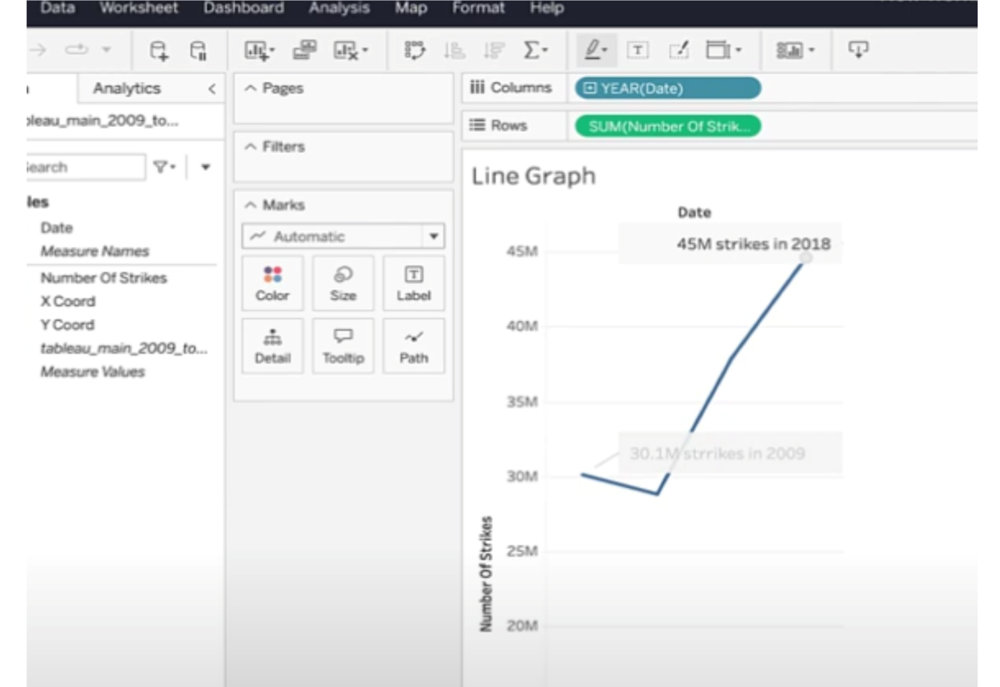 Data Worksheet Dashboard Analysis Map Format Help
Analytics
Pages
Columns
YEAR(Date)
leau_main_2009_to...
Rows
SUM(Number Of Strik...
Search
Filters
Line Graph
les
Marks
Date
Automatic
Date
Measure Names
45M strikes in 2018
45M
Number Of Strikes
Color
Size
Label
X Coord
Y Coord
40M
tableau_main_2009_to...
Detail
Tooltip
Path
Measure Values
35M
30.1M strrikes in 2009
30M
25M
Number Of Strikes
20M